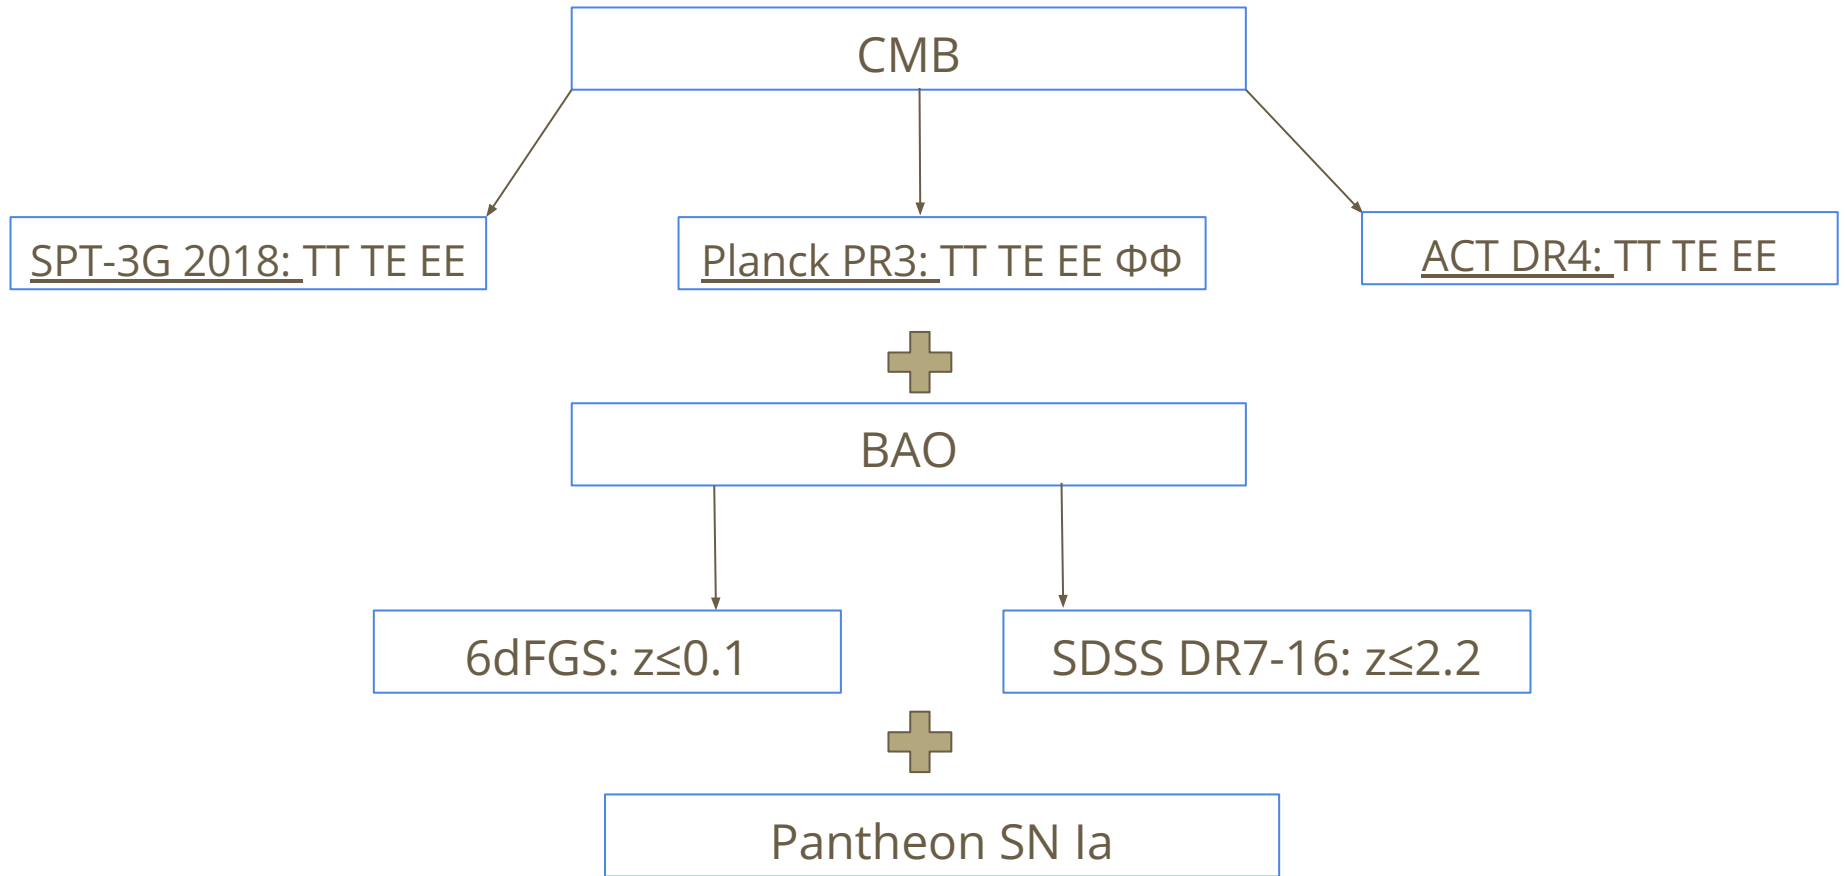 CMB
SPT-3G 2018: TT TE EE
Planck PR3: TT TE EE ΦΦ
ACT DR4: TT TE EE
BAO
6dFGS: z≤0.1
SDSS DR7-16: z≤2.2
Pantheon SN Ia